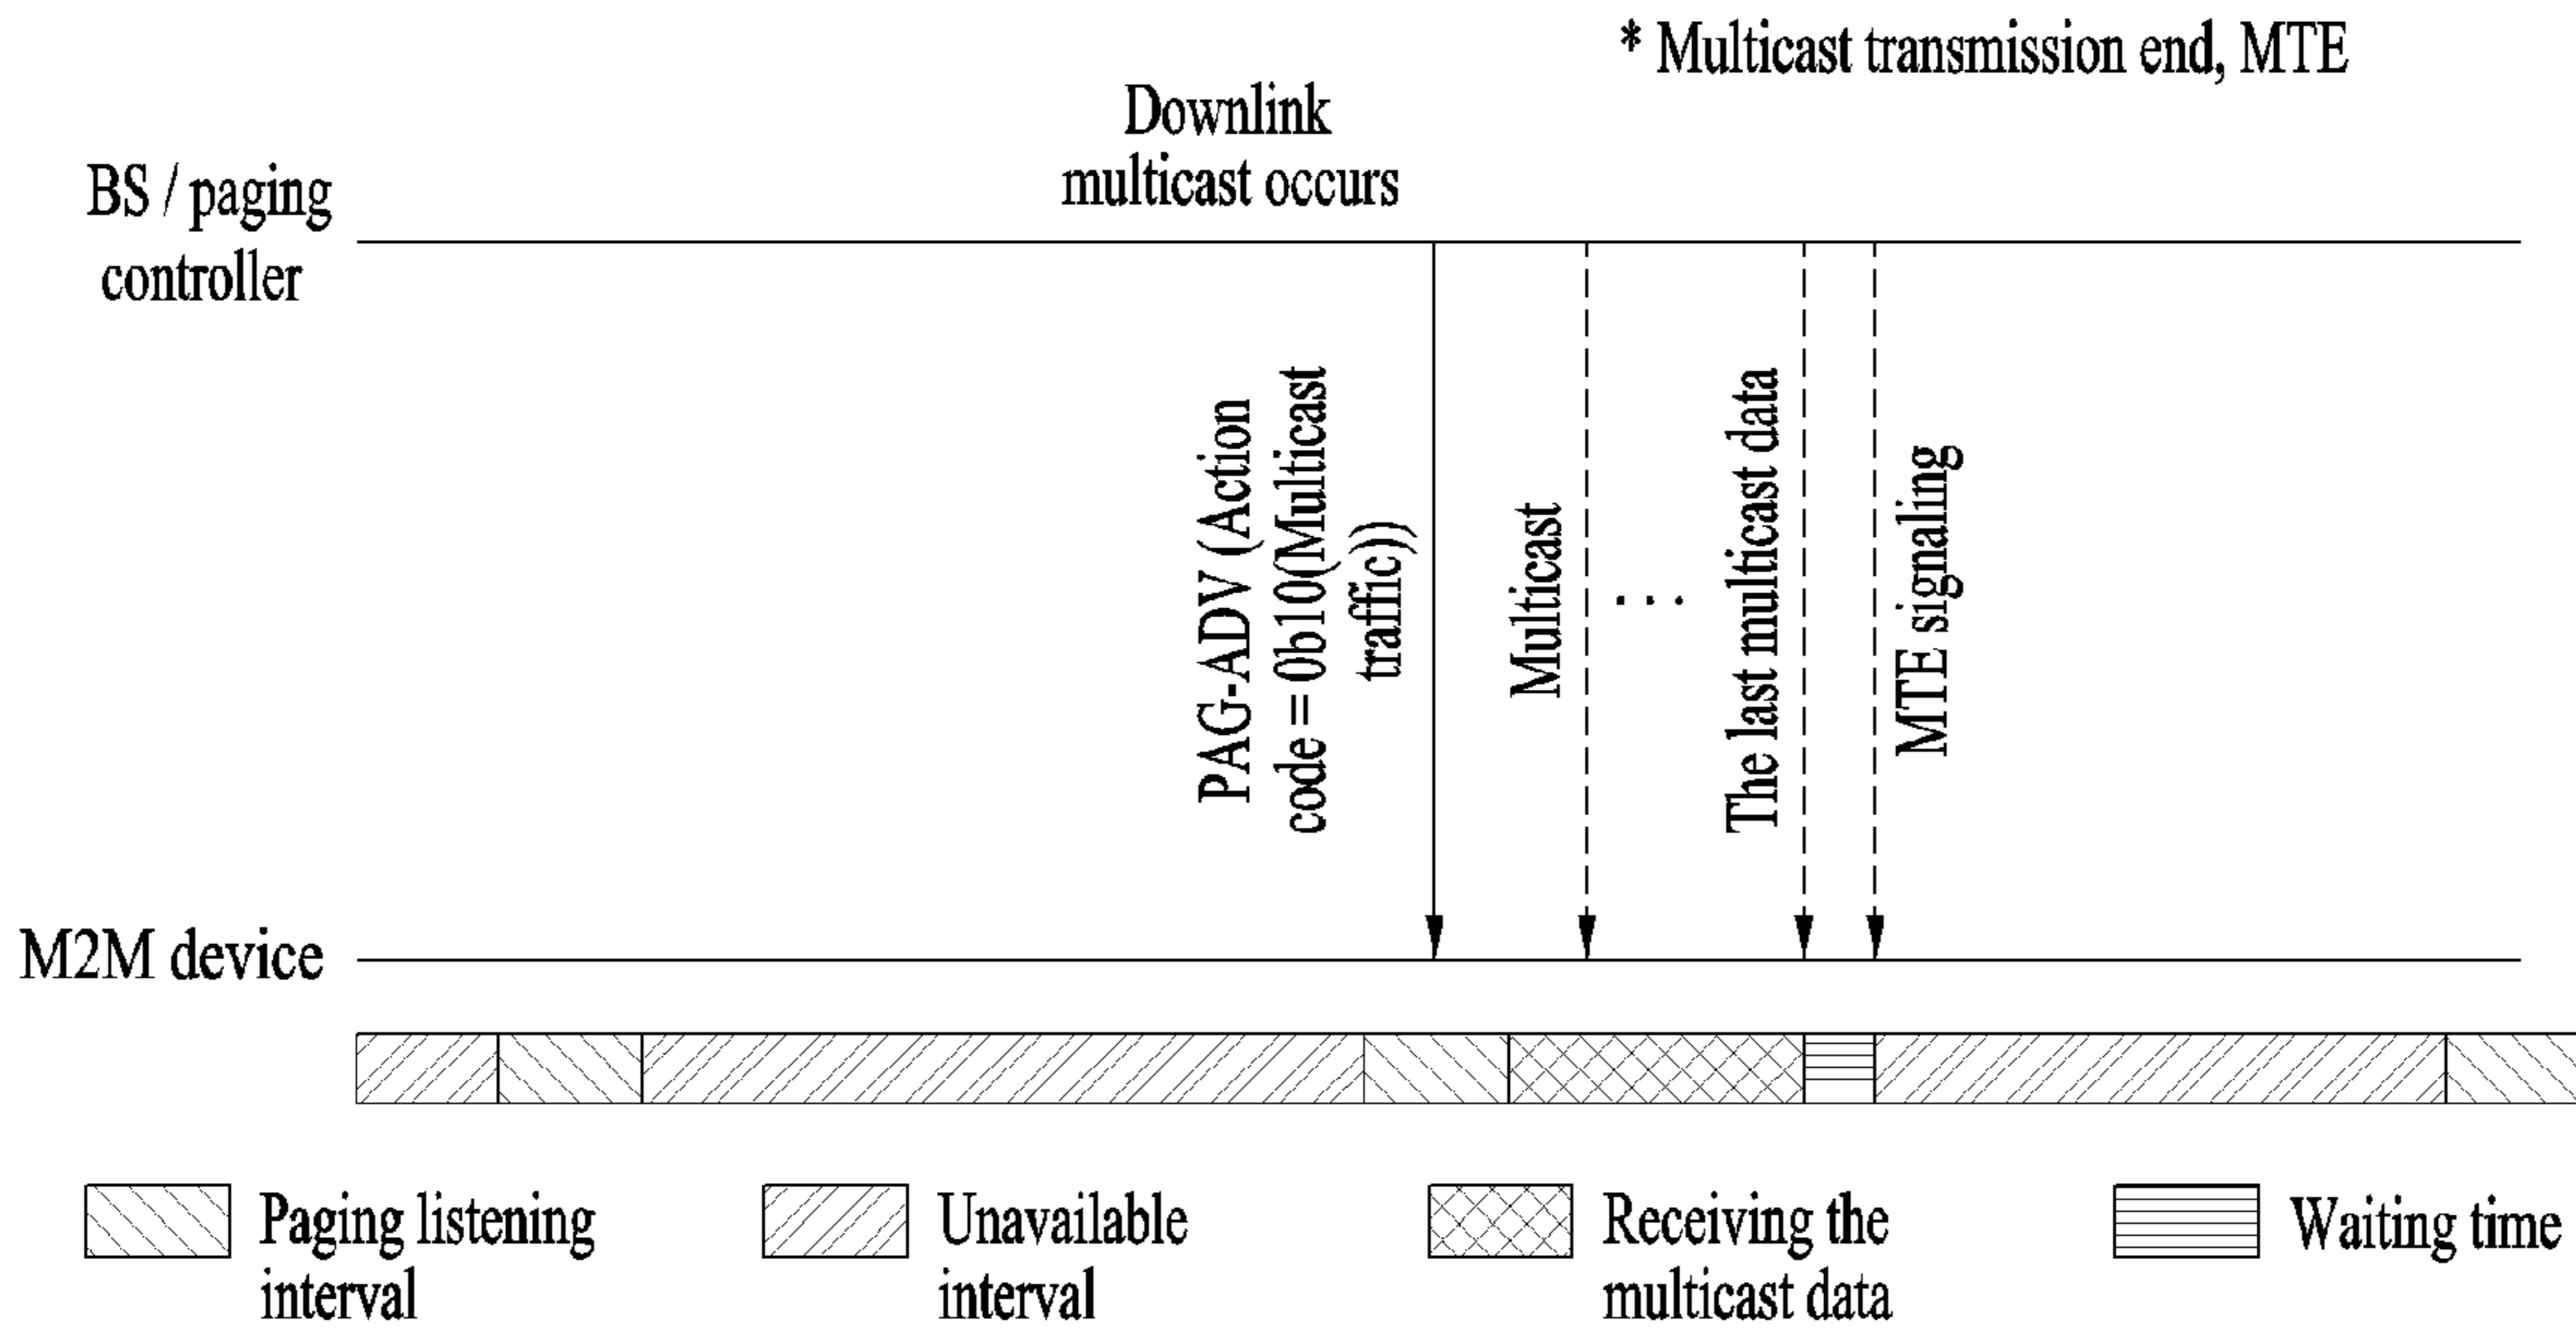 * Multicast transmission end, MTE
Downlink
multicast occurs
BS / paging
controller
PAG-ADV (Action
code = 0b10(Multicast
traffic))
Multicast
...
The last multicast data
MTE signaling
M2M device
Paging listening
interval
Unavailable
interval
Receiving the
multicast data
Waiting time